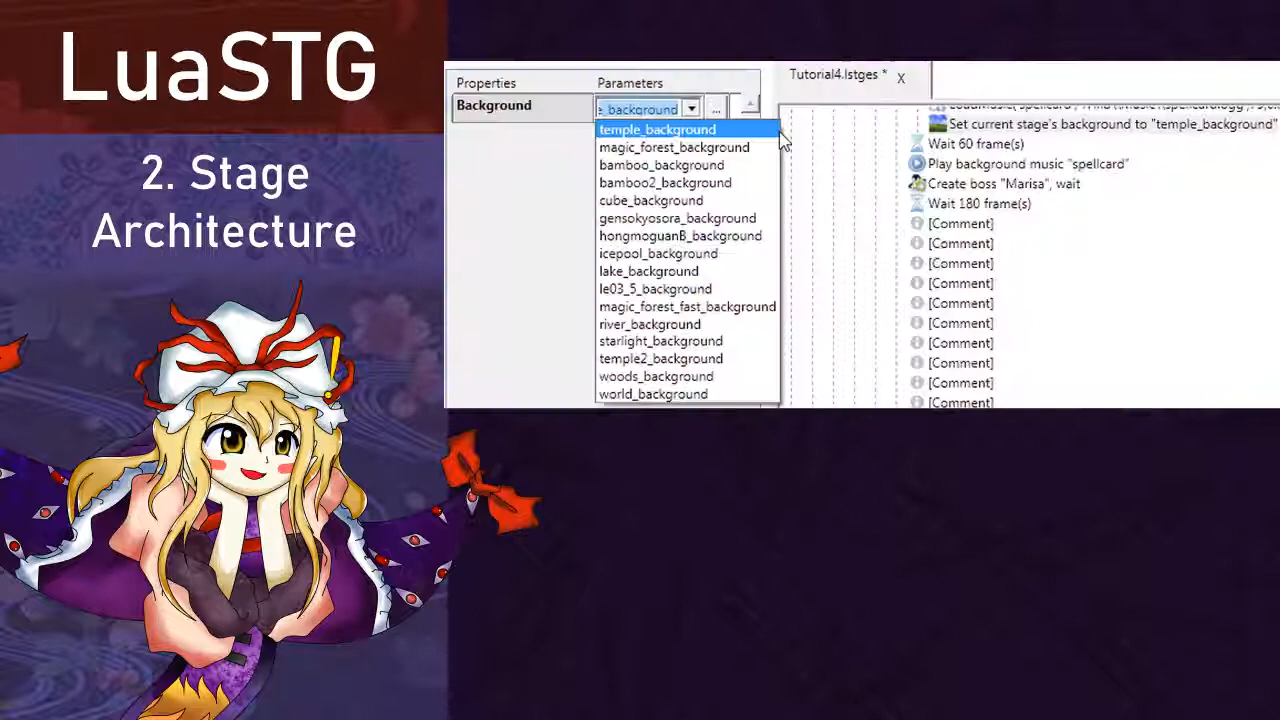 LuaSTG
2. Stage
Architecture
Properties
Parameters
Background
e_background
...
temple_background
magic_forest_background
bamboo_background
bamboo2_background
cube_background
gensokyosora_background
hongmoguanB_background
icepool_background
lake_background
le03_5_background
magic_forest_fast_background
river_background
starlight_background
temple2_background
woods_background
world_background
Tutorial4.lstges *
X
Set current stage's background to "temple_background"
Wait 60 frame(s)
Play background music "spellcard"
Create boss "Marisa", wait
Wait 180 frame(s)
[Comment]
[Comment]
[Comment]
[Comment]
[Comment]
[Comment]
[Comment]
[Comment]
[Comment]
[Comment]